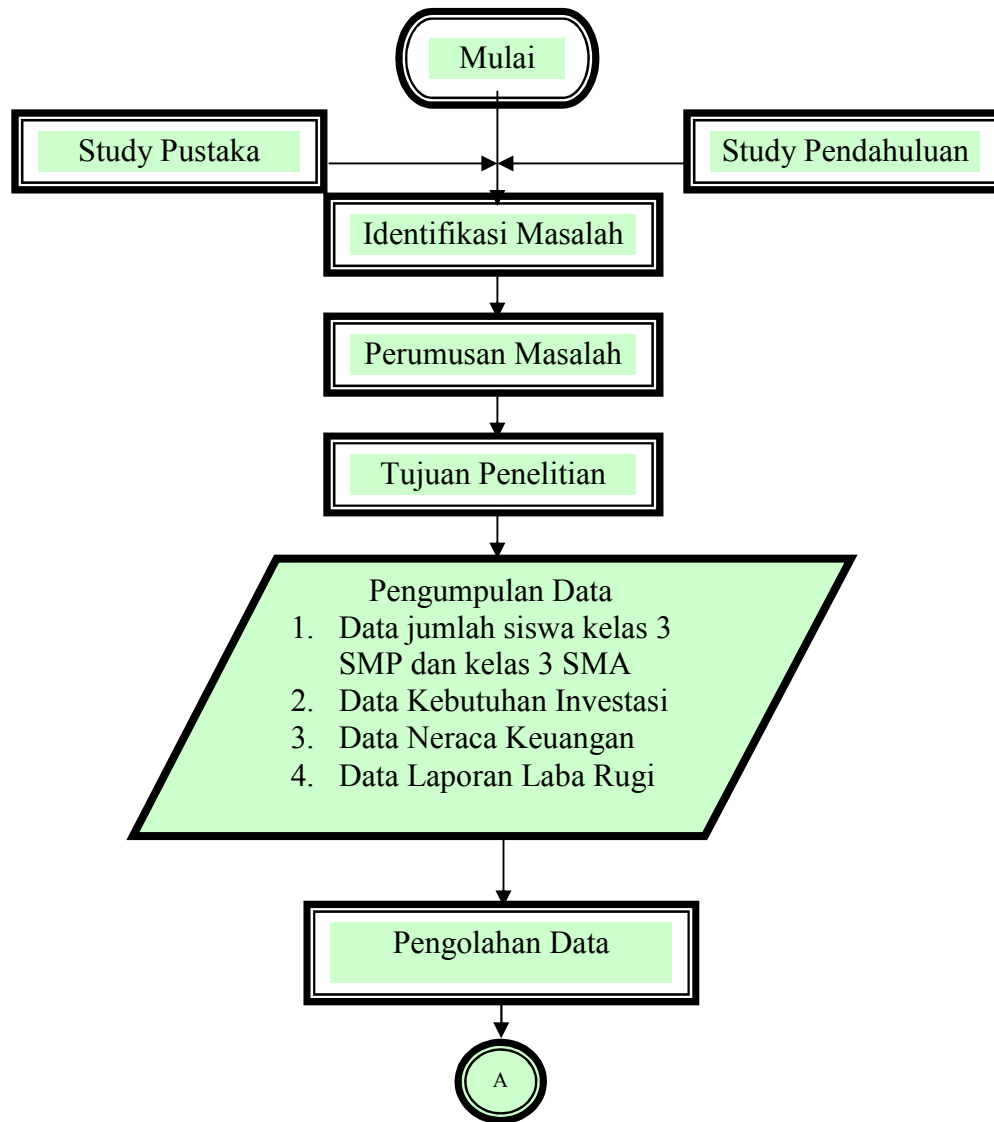 Mulai
Study Pustaka
Study Pendahuluan
Identifikasi Masalah
Perumusan Masalah
Tujuan Penelitian
Pengumpulan Data
1. Data jumlah siswa kelas 3
SMP dan kelas 3 SMA
2. Data Kebutuhan Investasi
3. Data Neraca Keuangan
4. Data Laporan Laba Rugi
Pengolahan Data
A